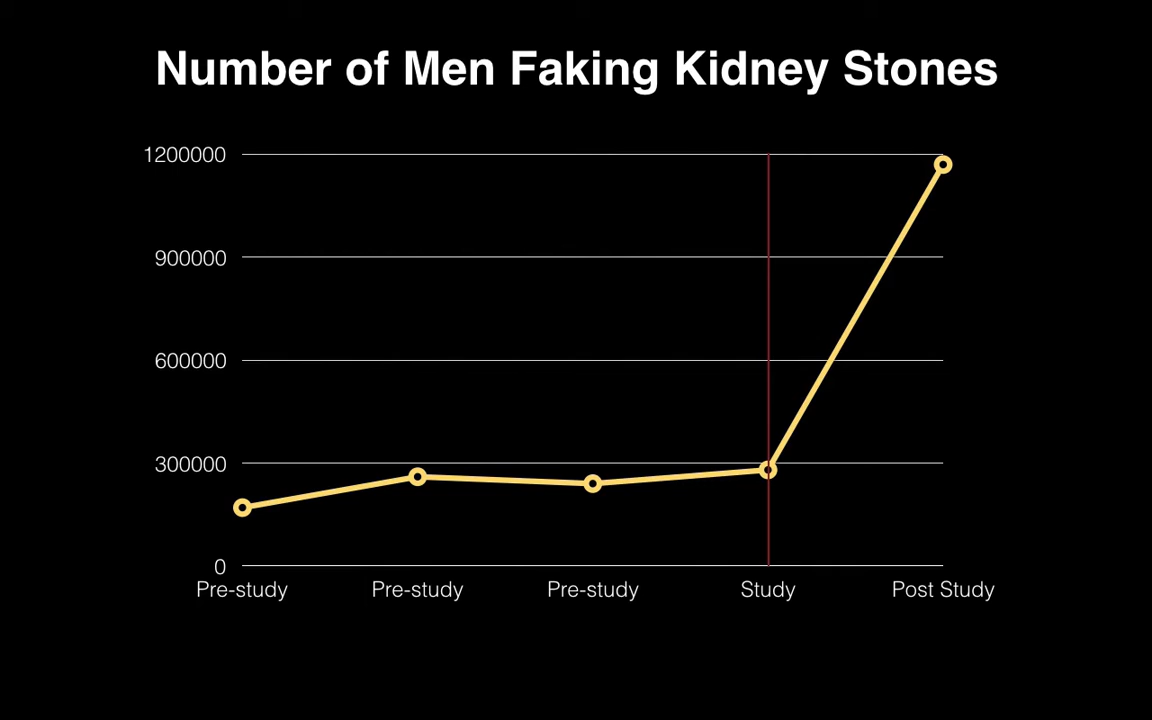 Number of Men Faking Kidney Stones
1200000
900000
600000
300000
0
Pre-study Pre-study Pre-study Study Post Study